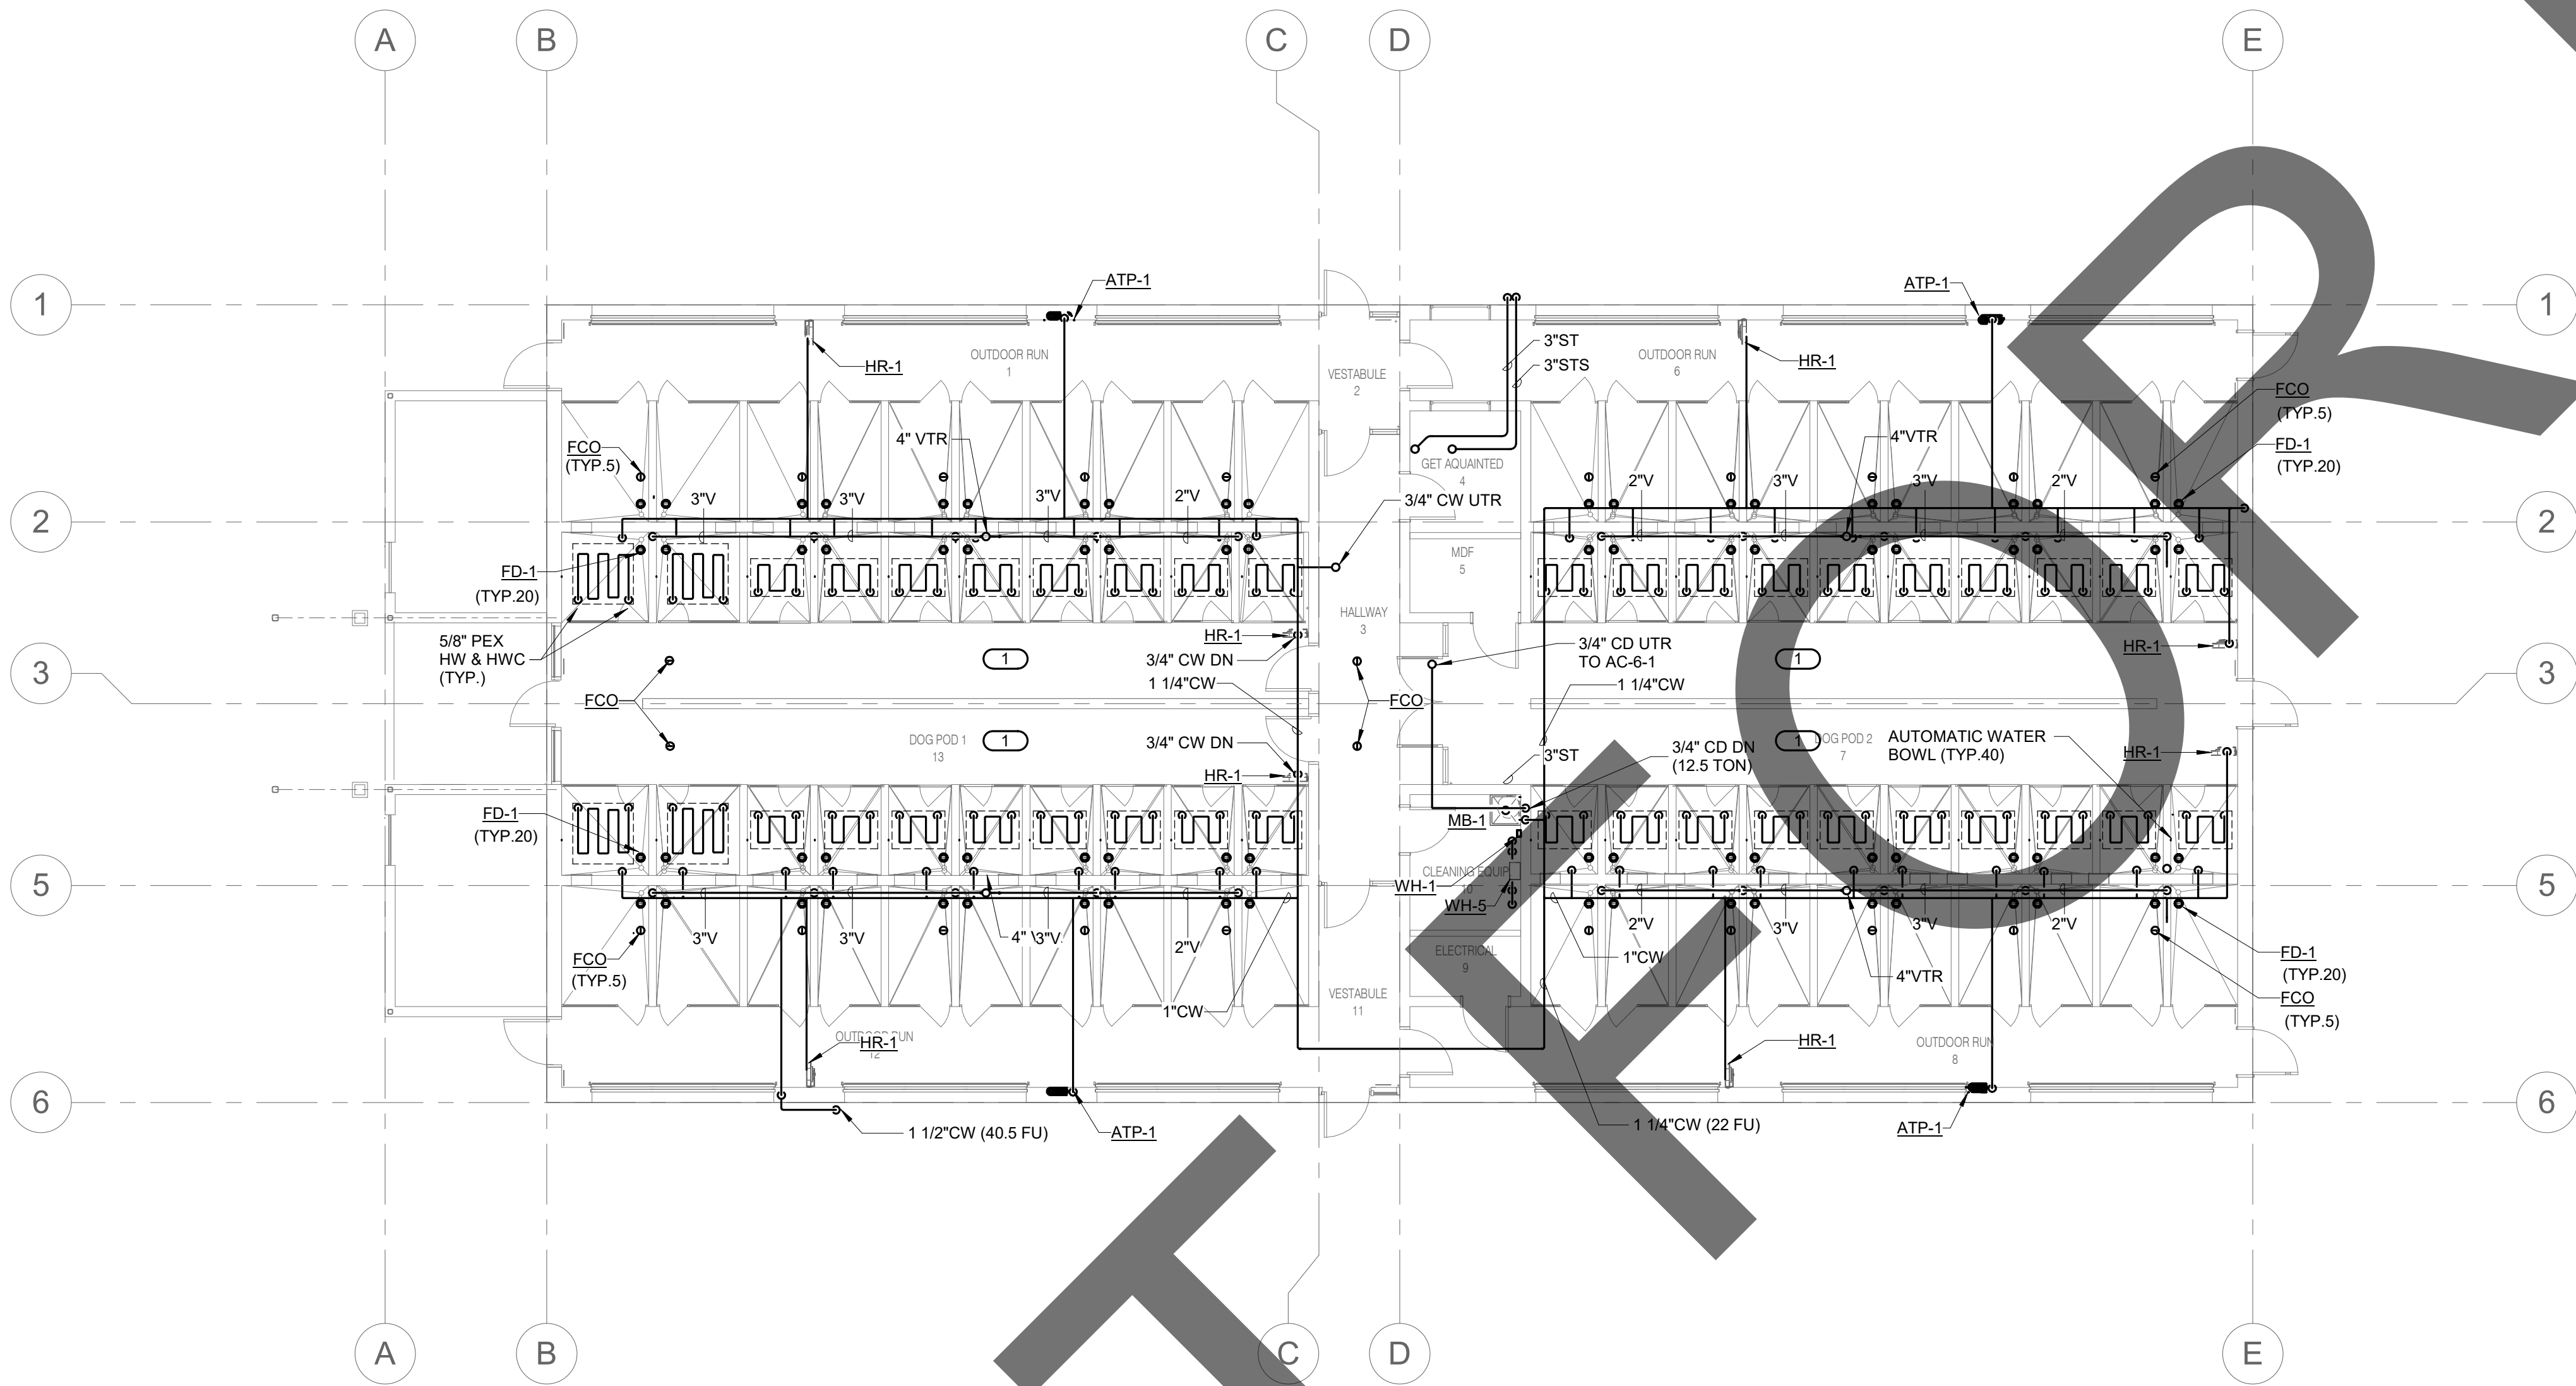 A
B
C
D
E
1
1
ATP-1
ATP-1
HR-1
OUTDOOR RUN
1
3"ST
3"STS
OUTDOOR RUN
6
HR-1
VESTABULE
2
FCO
(TYP.5)
FCO
(TYP.5)
4" VTR
4"VTR
FD-1
(TYP.20)
GET AQUAINTED
4
3"V
3"V
3"V
2"V
2"V
3"V
3"V
2"V
3/4" CW UTR
2
2
MDF
5
FD-1
(TYP.20)
HALLWAY
3
5/8" PEX
HW & HWC
(TYP.)
HR-1
3/4" CW DN
1 1/4"CW
1
3/4" CD UTR
TO AC-6-1
1
HR-1
3
3
1 1/4"CW
FCO
FCO
DOG POD 1
13
1
3/4" CW DN
HR-1
3"ST
3/4" CD DN
(12.5 TON)
1
DOG POD 2
7
AUTOMATIC WATER
BOWL (TYP.40)
HR-1
FD-1
(TYP.20)
MB-1
CLEANING EQUIP
10
WH-1
WH-5
5
5
3"V
3"V
4" V
3"V
2"V
2"V
3"V
3"V
2"V
FCO
(TYP.5)
ELECTRICAL
9
1"CW
4"VTR
FD-1
(TYP.20)
FCO
(TYP.5)
VESTABULE
11
1"CW
OUTDOOR RUN
12
HR-1
HR-1
OUTDOOR RUN
8
6
6
1 1/2"CW (40.5 FU)
ATP-1
1 1/4"CW (22 FU)
ATP-1
A
B
C
D
E